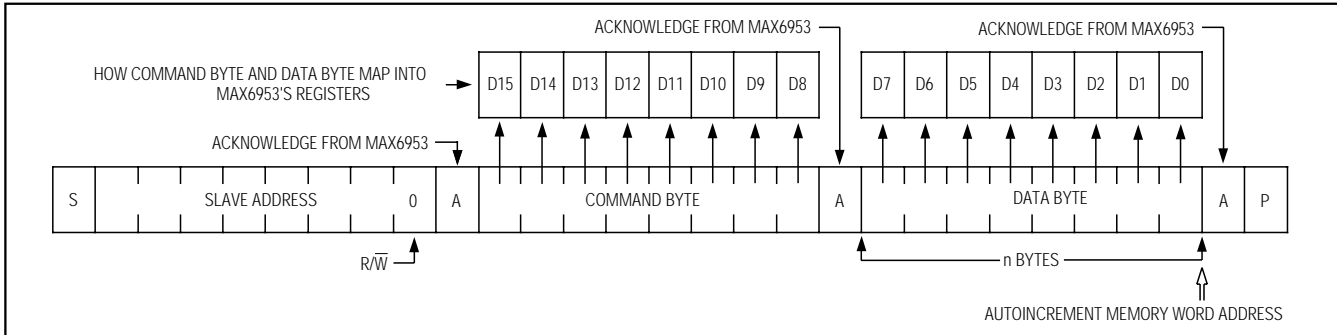 ACKNOWLEDGE FROM MAX6953 ACKNOWLEDGE FROM MAX6953
HOW COMMAND BYTE AND DATA BYTE MAP INTO
MAX6953'S REGISTERS
D15 D14 D13 D12 D11 D10 D9 D8 D7 D6 D5 D4 D3 D2 D1 D0
ACKNOWLEDGE FROM MAX6953
S SLAVE ADDRESS 0 A COMMAND BYTE A DATA BYTE A P
R/W̅
n BYTES
AUTOINCREMENT MEMORY WORD ADDRESS